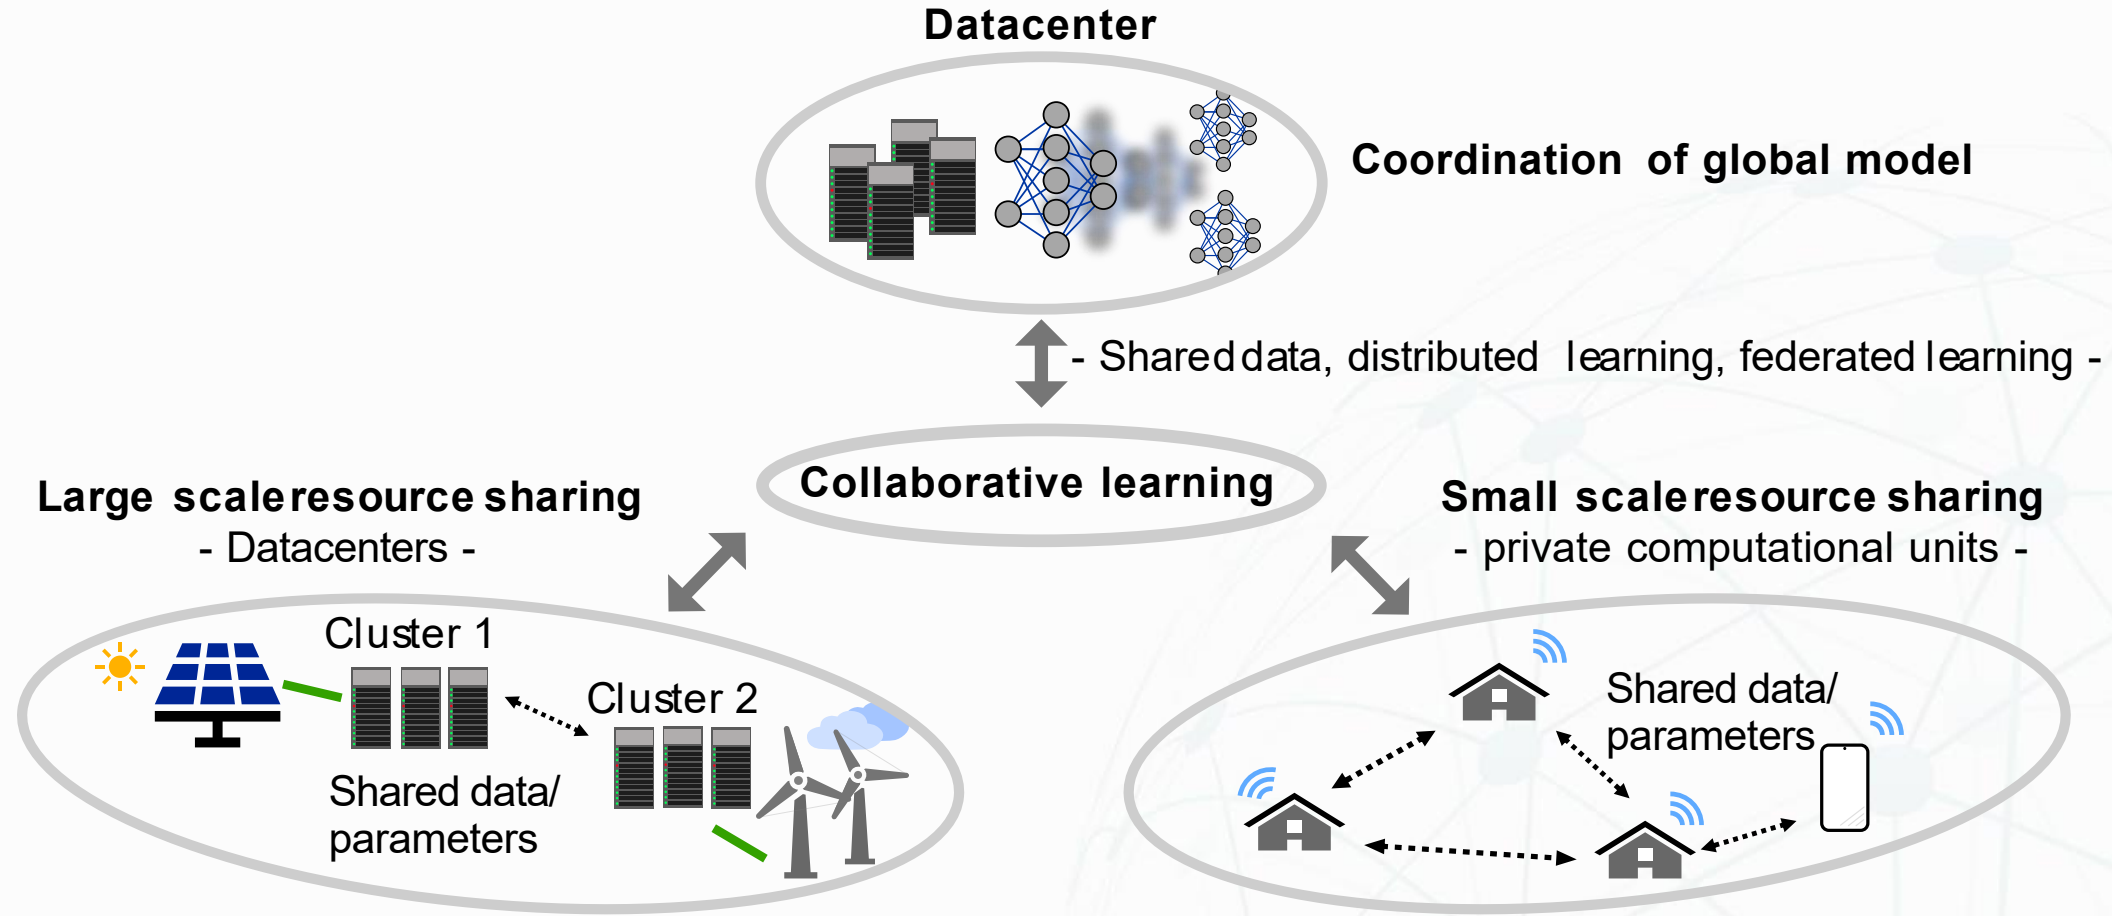 Datacenter
Coordination of global model
- Shared data, distributed learning, federated learning -
Collaborative learning
Large scale resource sharing
- Datacenters -
Small scale resource sharing
- private computational units -
Cluster 1
Cluster 2
Shared data/
parameters
Shared data/
parameters